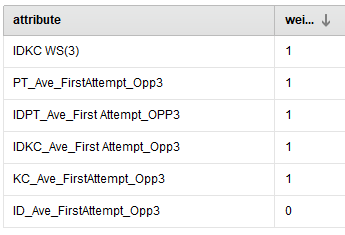 attribute wei...
IDKC WS(3) 1
PT_Ave_FirstAttempt_Opp3 1
IDPT_Ave_First Attempt_OPP3 1
IDKC_Ave_First Attempt_Opp3 1
KC_Ave_FirstAttempt_Opp3 1
ID_Ave_FirstAttempt_Opp3 0